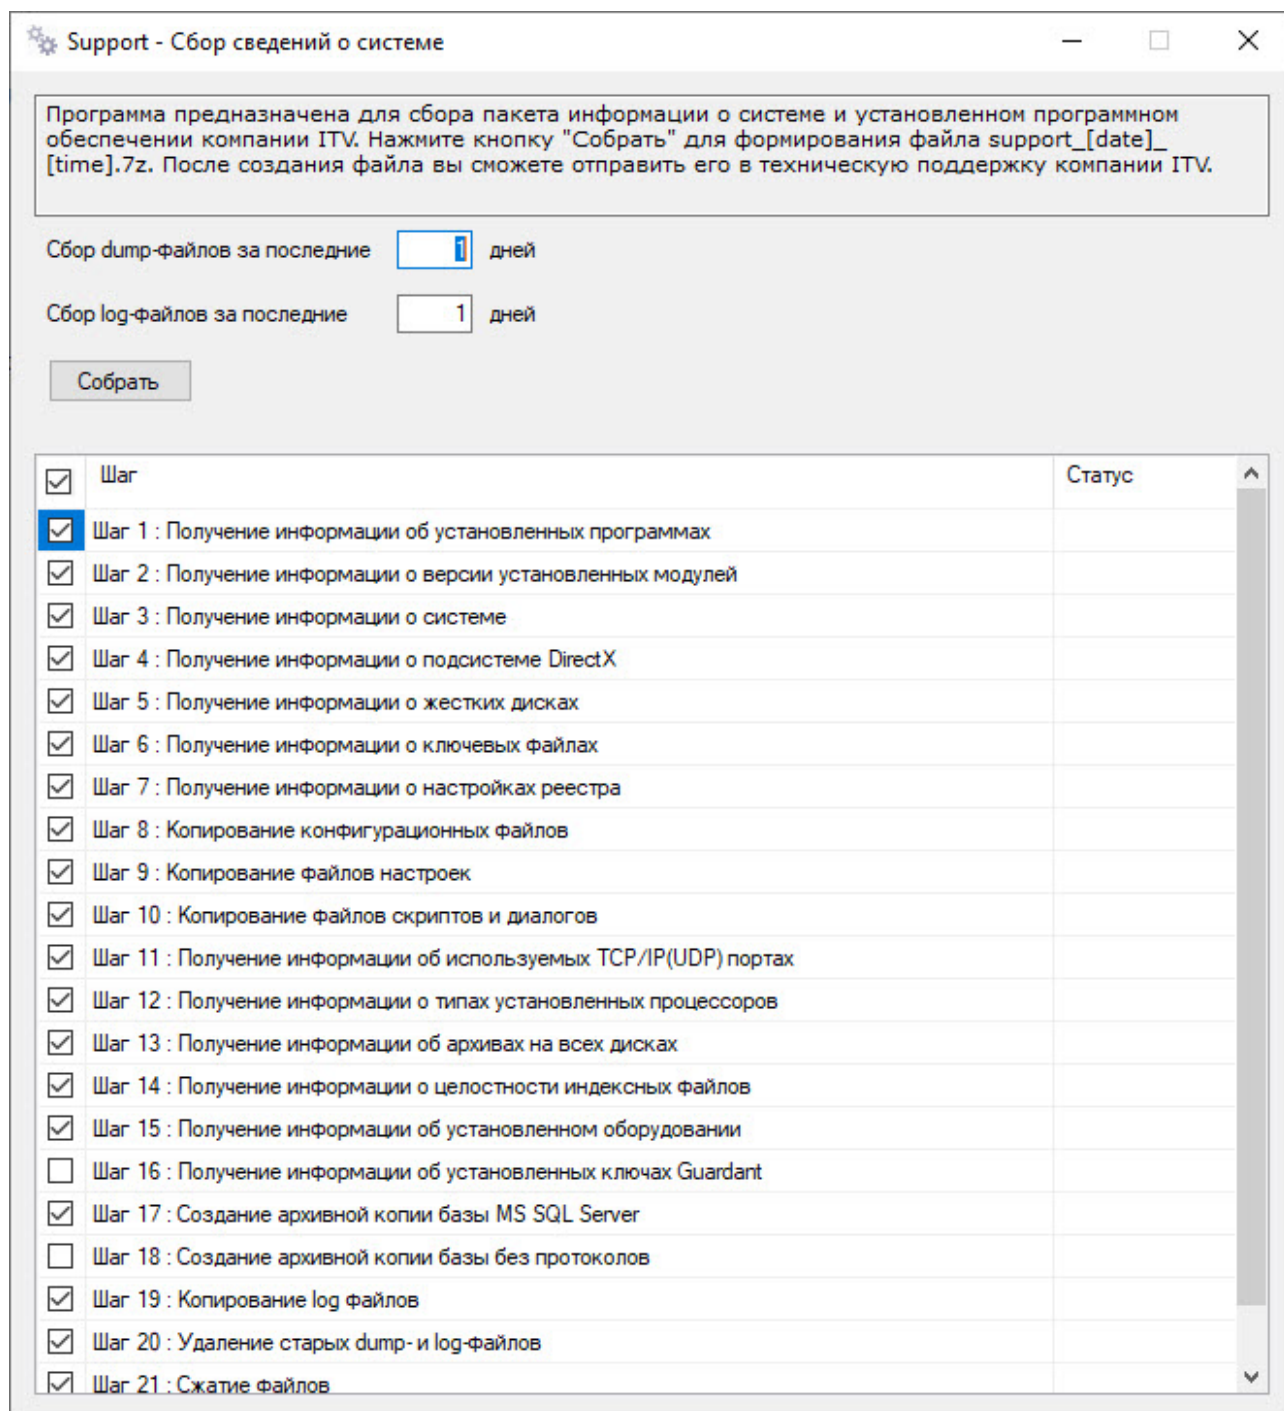 Support - Сбор сведений о системе
Программа предназначена для сбора пакета информации о системе и установленном программном
обеспечении компании ITV. Нажмите кнопку "Собрать" для формирования файла support_[date]_
[time].7z. После создания файла вы сможете отправить его в техническую поддержку компании ITV.
Сбор dump-файлов за последние 1 дней
Сбор log-файлов за последние 1 дней
Собрать
Шаг Статус
Шаг 1 : Получение информации об установленных программах
Шаг 2 : Получение информации о версии установленных модулей
Шаг 3 : Получение информации о системе
Шаг 4 : Получение информации о подсистеме DirectX
Шаг 5 : Получение информации о жестких дисках
Шаг 6 : Получение информации о ключевых файлах
Шаг 7 : Получение информации о настройках реестра
Шаг 8 : Копирование конфигурационных файлов
Шаг 9 : Копирование файлов настроек
Шаг 10 : Копирование файлов скриптов и диалогов
Шаг 11 : Получение информации об используемых TCP/IP(UDP) портах
Шаг 12 : Получение информации о типах установленных процессоров
Шаг 13 : Получение информации об архивах на всех дисках
Шаг 14 : Получение информации о целостности индексных файлов
Шаг 15 : Получение информации об установленном оборудовании
Шаг 16 : Получение информации об установленных ключах Guardant
Шаг 17 : Создание архивной копии базы MS SQL Server
Шаг 18 : Создание архивной копии базы без протоколов
Шаг 19 : Копирование log файлов
Шаг 20 : Удаление старых dump- и log-файлов
Шаг 21 : Сжатие файлов